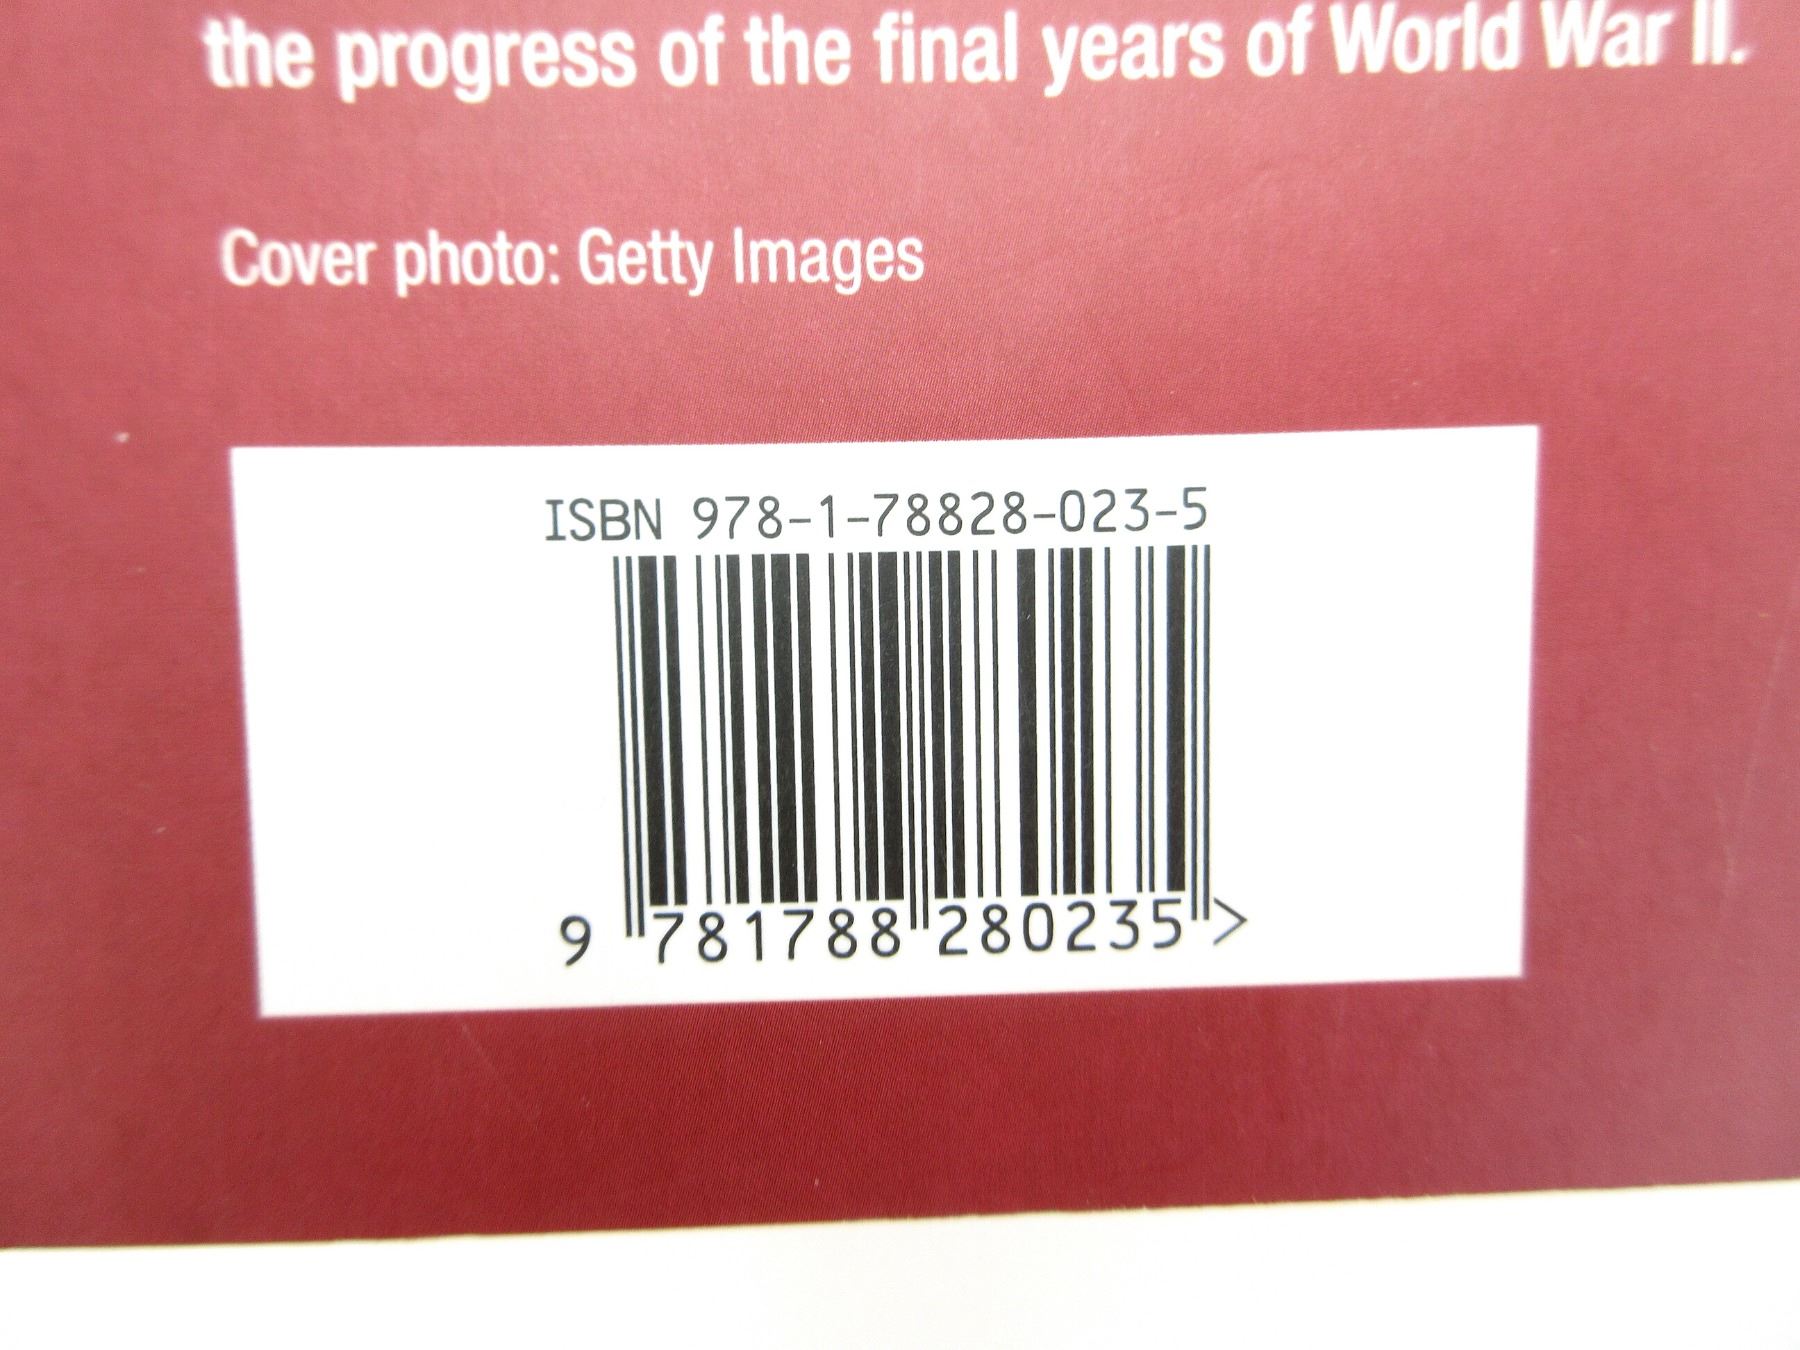 the progress of the final years of World War II.
Cover photo: Getty Images
ISBN 978-1-78828-023-5
9 781788 280235 >